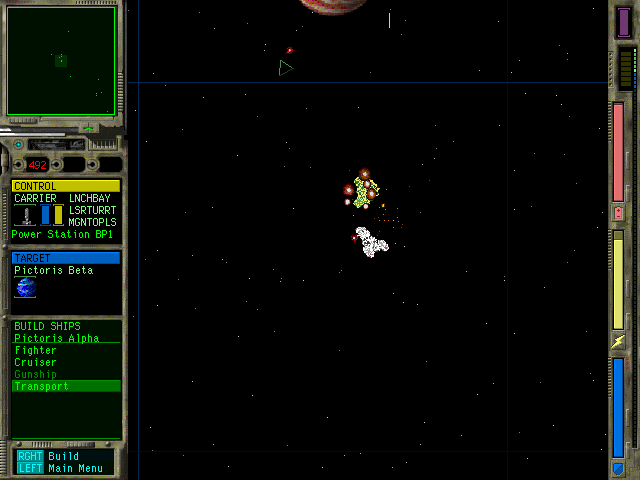 492
CONTROL
CARRIER LNCHBAY
LSRTURRT
MGNTOPLS
Power Station BP1
TARGET
Pictoris Beta
BUILD SHIPS
Pictoris Alpha
Fighter
Cruiser
Gunship
Transport
RGHT Build
LEFT Main Menu